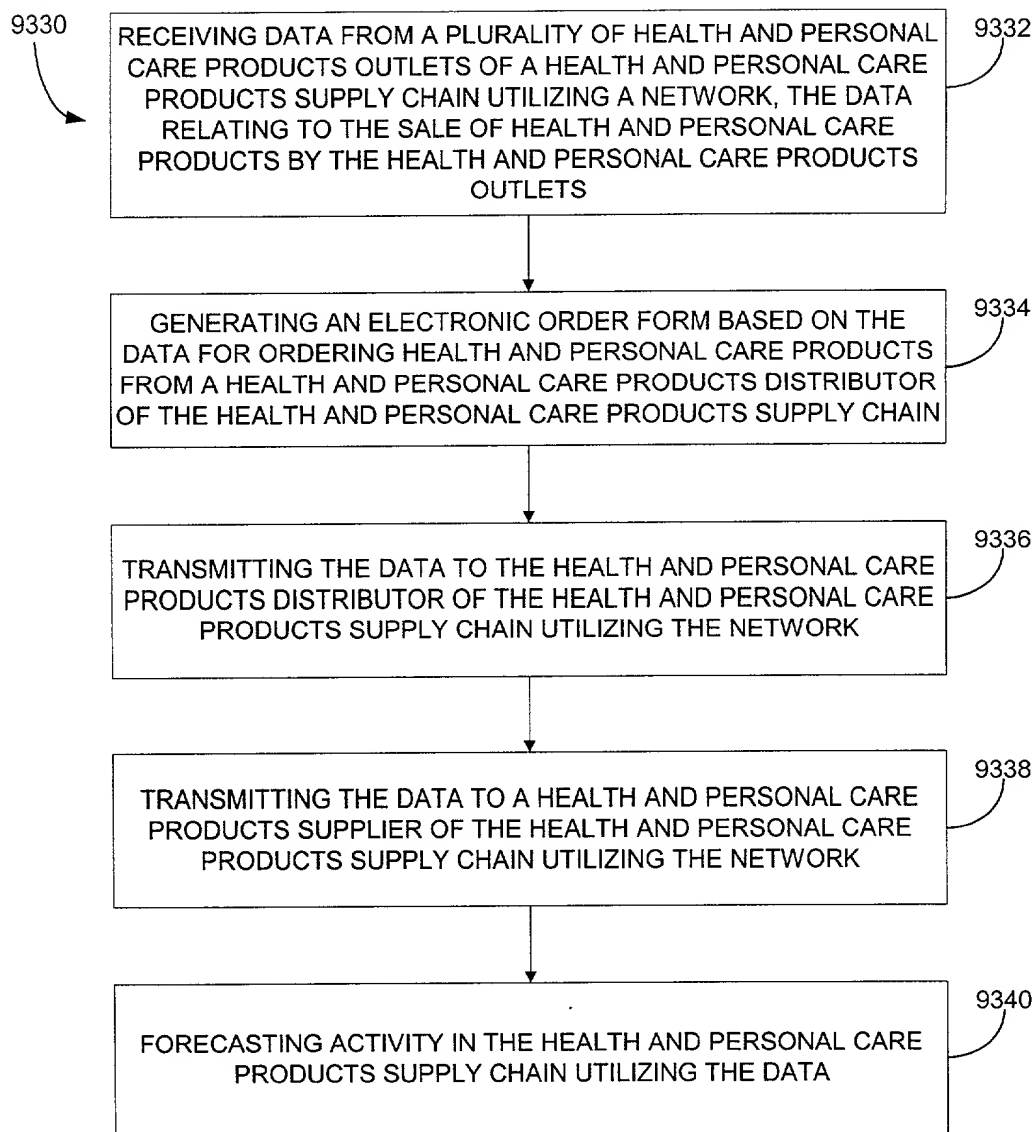 9330
RECEIVING DATA FROM A PLURALITY OF HEALTH AND PERSONAL
CARE PRODUCTS OUTLETS OF A HEALTH AND PERSONAL CARE
PRODUCTS SUPPLY CHAIN UTILIZING A NETWORK, THE DATA
RELATING TO THE SALE OF HEALTH AND PERSONAL CARE
PRODUCTS BY THE HEALTH AND PERSONAL CARE PRODUCTS
OUTLETS
9332
GENERATING AN ELECTRONIC ORDER FORM BASED ON THE
DATA FOR ORDERING HEALTH AND PERSONAL CARE PRODUCTS
FROM A HEALTH AND PERSONAL CARE PRODUCTS DISTRIBUTOR
OF THE HEALTH AND PERSONAL CARE PRODUCTS SUPPLY CHAIN
9334
TRANSMITTING THE DATA TO THE HEALTH AND PERSONAL CARE
PRODUCTS DISTRIBUTOR OF THE HEALTH AND PERSONAL CARE
PRODUCTS SUPPLY CHAIN UTILIZING THE NETWORK
9336
TRANSMITTING THE DATA TO A HEALTH AND PERSONAL CARE
PRODUCTS SUPPLIER OF THE HEALTH AND PERSONAL CARE
PRODUCTS SUPPLY CHAIN UTILIZING THE NETWORK
9338
FORECASTING ACTIVITY IN THE HEALTH AND PERSONAL CARE
PRODUCTS SUPPLY CHAIN UTILIZING THE DATA
9340